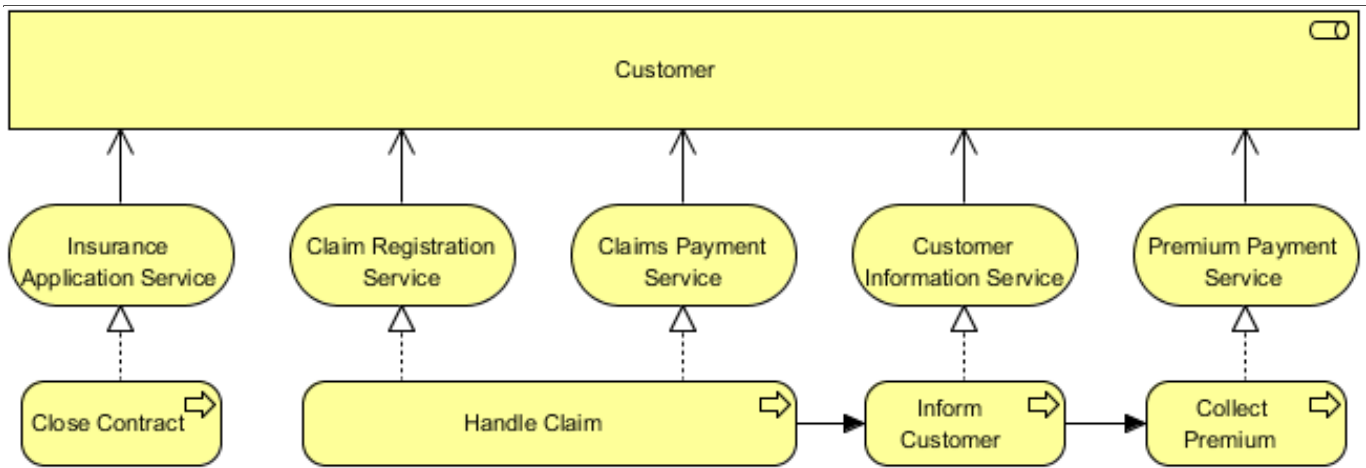 Customer
Insurance
Application Service
Claim Registration
Service
Claims Payment
Service
Customer
Information Service
Premium Payment
Service
Close Contract
Handle Claim
Inform
Customer
Collect
Premium